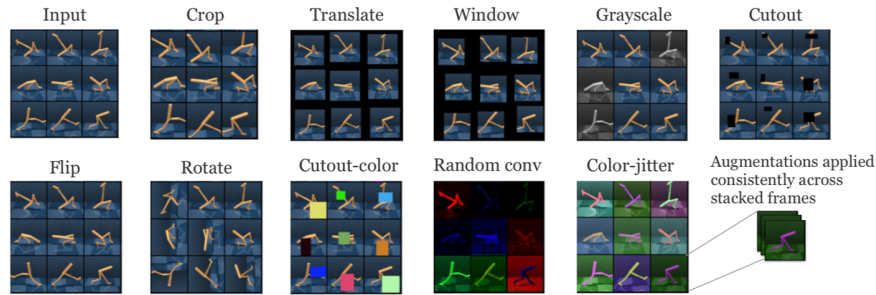 Input
Crop
Translate
Window
Grayscale
Cutout
Flip
Rotate
Cutout-color
Random conv
Color-jitter
Augmentations applied
consistently across
stacked frames